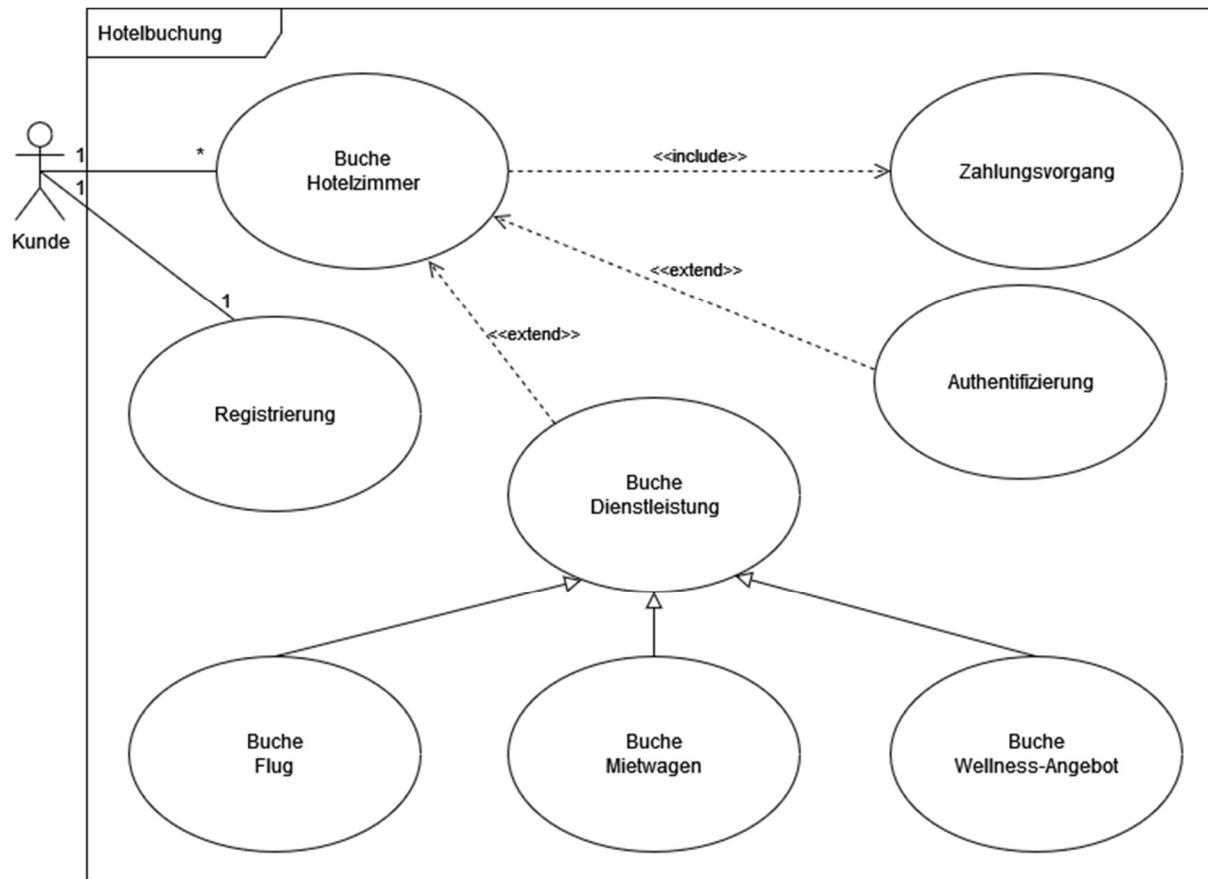 Hotelbuchung
1
*
1
Buche
Hotelzimmer
<<include>>
Zahlungsvorgang
Kunde
<<extend>>
1
<<extend>>
Authentifizierung
Registrierung
Buche
Dienstleistung
Buche
Flug
Buche
Mietwagen
Buche
Wellness-Angebot